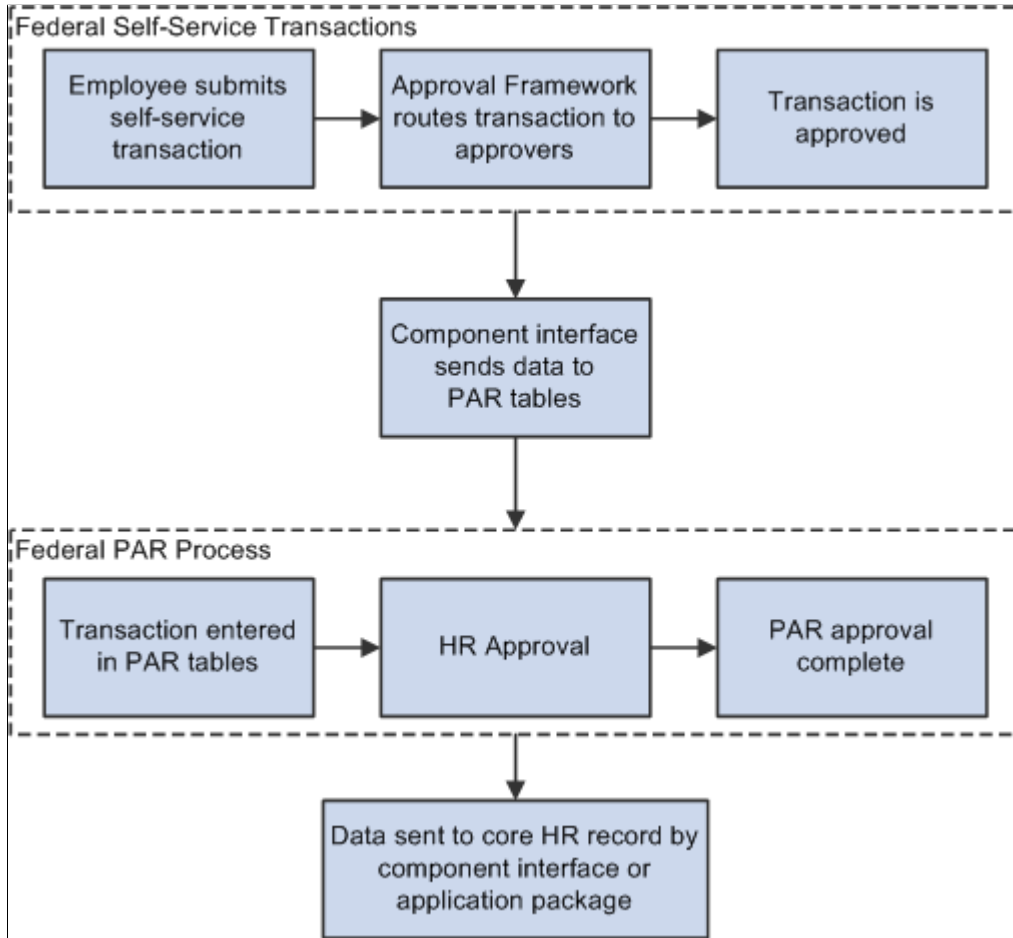 Federal Self-Service Transactions
Employee submits
self-service
transaction
Approval Framework
routes transaction to
approvers
Transaction is
approved
Component interface
sends data to
PAR tables
Federal PAR Process
Transaction entered
in PAR tables
HR Approval
PAR approval
complete
Data sent to core HR record by
component interface or
application package